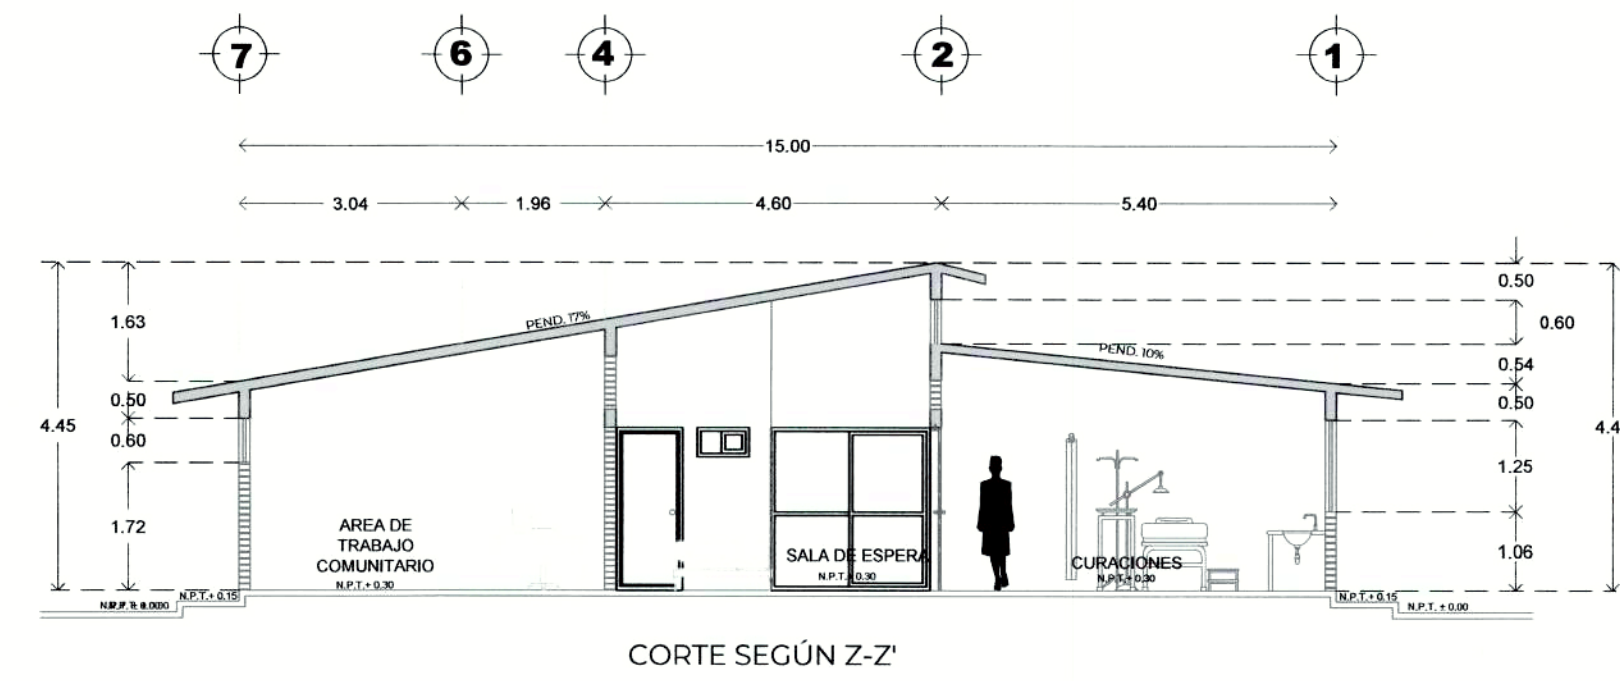 7 6 4 2 1
15.00
3.04 1.96 4.60 5.40
0.50
1.63 PEND. 17% 0.60
PEND. 10% 0.54
0.50 0.50
4.45 0.60 4.4
1.25
1.72 AREA DE
TRABAJO
COMUNITARIO
N.P.T.+ 0.30
SALA DE ESPERA
N.P.T.+ 0.30
CURACIONES
N.P.T.+ 0.30
1.06
N.P.T.+ 0.15 N.P.T.+ 0.15
N.P.T. ± 0.00
CORTE SEGÚN Z-Z'